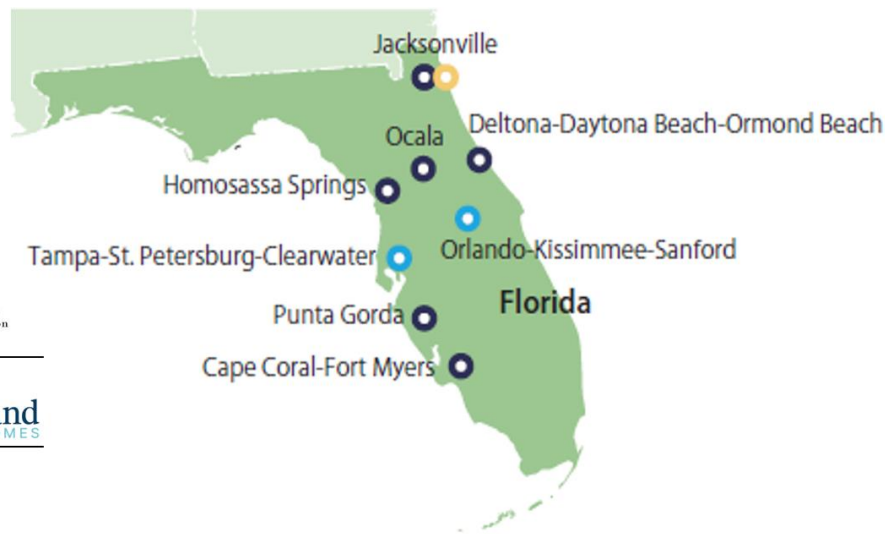 Jacksonville
Deltona-Daytona Beach-Ormond Beach
Ocala
Homosassa Springs
Orlando-Kissimmee-Sanford
Tampa-St. Petersburg-Clearwater
Florida
Punta Gorda
Cape Coral-Fort Myers